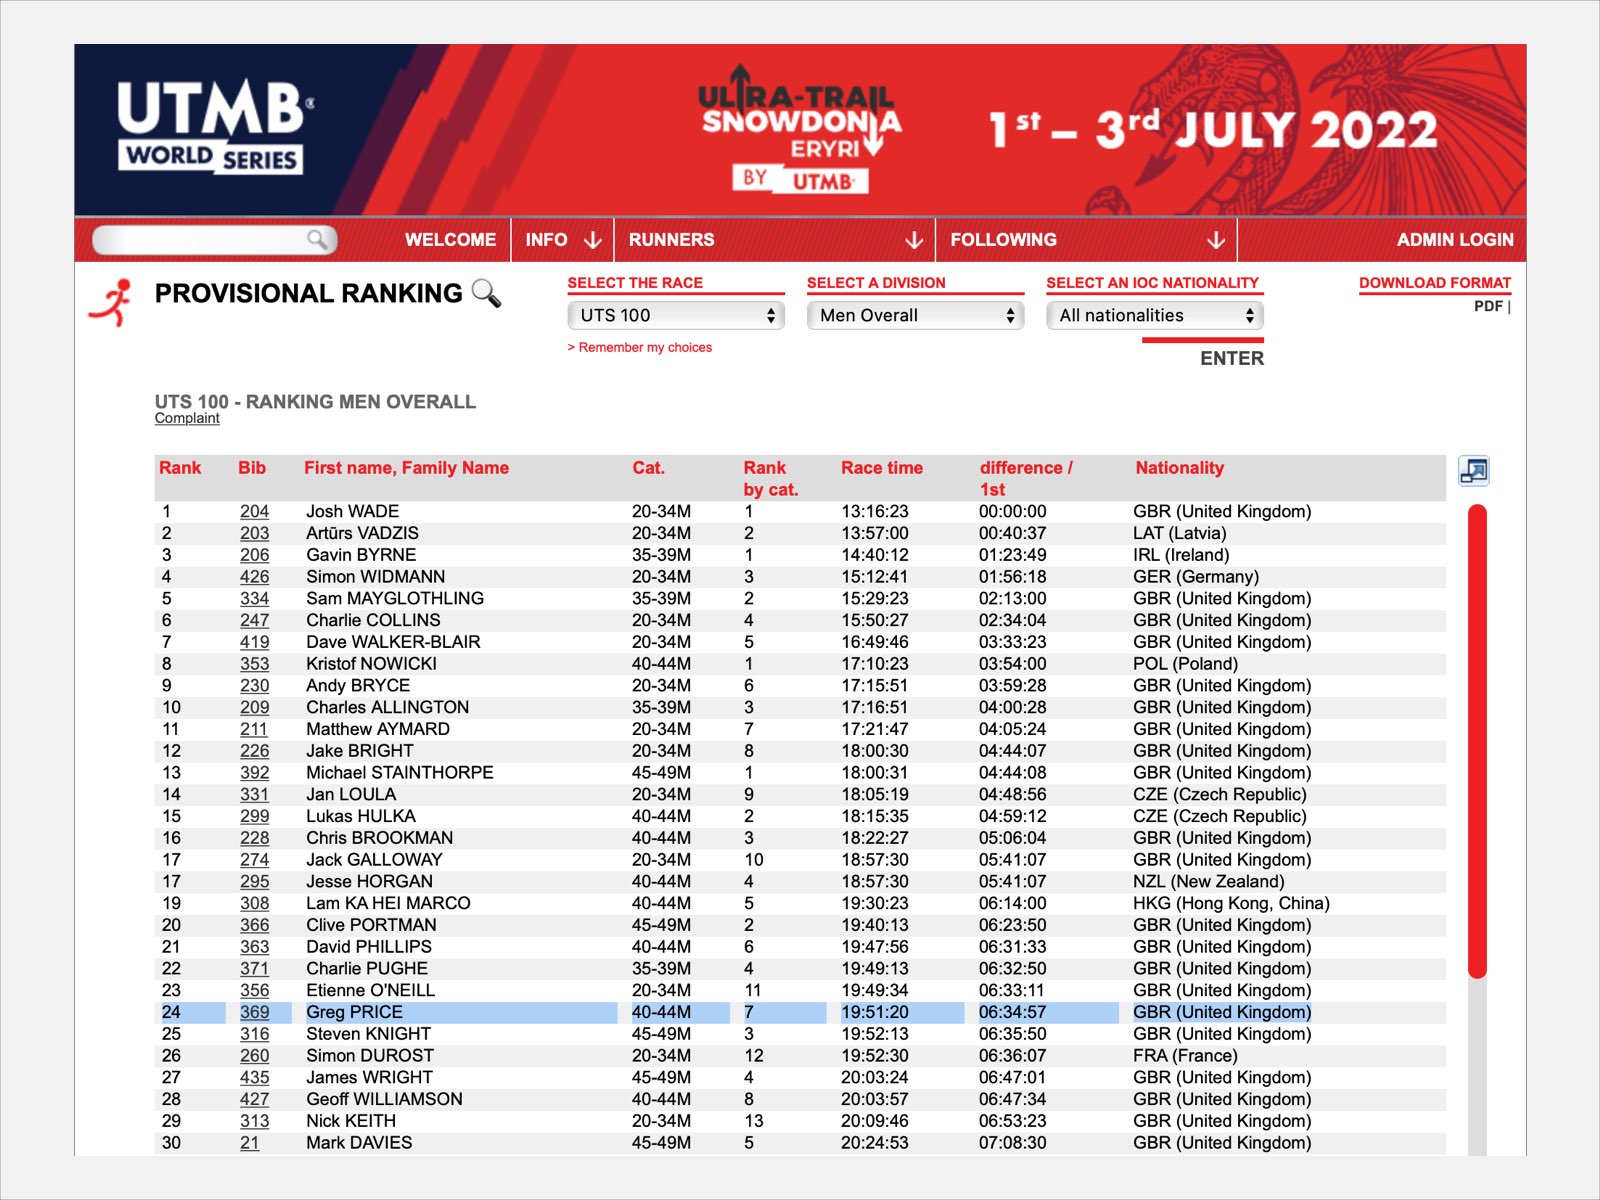 UTMB®
WORLD SERIES
ULTRA-TRAIL
SNOWDONIA
ERYRI
BY UTMB®
1st – 3rd JULY 2022
WELCOME INFO RUNNERS FOLLOWING ADMIN LOGIN
PROVISIONAL RANKING
SELECT THE RACE SELECT A DIVISION SELECT AN IOC NATIONALITY DOWNLOAD FORMAT
UTS 100 Men Overall All nationalities PDF |
> Remember my choices
ENTER
UTS 100 - RANKING MEN OVERALL
Complaint
Rank Bib First name, Family Name Cat. Rank by cat. Race time difference / 1st Nationality
1 204 Josh WADE 20-34M 1 13:16:23 00:00:00 GBR (United Kingdom)
2 203 Artūrs VADZIS 20-34M 2 13:57:00 00:40:37 LAT (Latvia)
3 206 Gavin BYRNE 35-39M 1 14:40:12 01:23:49 IRL (Ireland)
4 426 Simon WIDMANN 20-34M 3 15:12:41 01:56:18 GER (Germany)
5 334 Sam MAYGLOTHLING 35-39M 2 15:29:23 02:13:00 GBR (United Kingdom)
6 247 Charlie COLLINS 20-34M 4 15:50:27 02:34:04 GBR (United Kingdom)
7 419 Dave WALKER-BLAIR 20-34M 5 16:49:46 03:33:23 GBR (United Kingdom)
8 353 Kristof NOWICKI 40-44M 1 17:10:23 03:54:00 POL (Poland)
9 230 Andy BRYCE 20-34M 6 17:15:51 03:59:28 GBR (United Kingdom)
10 209 Charles ALLINGTON 35-39M 3 17:16:51 04:00:28 GBR (United Kingdom)
11 211 Matthew AYMARD 20-34M 7 17:21:47 04:05:24 GBR (United Kingdom)
12 226 Jake BRIGHT 20-34M 8 18:00:30 04:44:07 GBR (United Kingdom)
13 392 Michael STAINTHORPE 45-49M 1 18:00:31 04:44:08 GBR (United Kingdom)
14 331 Jan LOULA 20-34M 9 18:05:19 04:48:56 CZE (Czech Republic)
15 299 Lukas HULKA 40-44M 2 18:15:35 04:59:12 CZE (Czech Republic)
16 228 Chris BROOKMAN 40-44M 3 18:22:27 05:06:04 GBR (United Kingdom)
17 274 Jack GALLOWAY 20-34M 10 18:57:30 05:41:07 GBR (United Kingdom)
17 295 Jesse HORGAN 40-44M 4 18:57:30 05:41:07 NZL (New Zealand)
19 308 Lam KA HEI MARCO 40-44M 5 19:30:23 06:14:00 HKG (Hong Kong, China)
20 366 Clive PORTMAN 45-49M 2 19:40:13 06:23:50 GBR (United Kingdom)
21 363 David PHILLIPS 40-44M 6 19:47:56 06:31:33 GBR (United Kingdom)
22 371 Charlie PUGHE 35-39M 4 19:49:13 06:32:50 GBR (United Kingdom)
23 356 Etienne O'NEILL 20-34M 11 19:49:34 06:33:11 GBR (United Kingdom)
24 369 Greg PRICE 40-44M 7 19:51:20 06:34:57 GBR (United Kingdom)
25 316 Steven KNIGHT 45-49M 3 19:52:13 06:35:50 GBR (United Kingdom)
26 260 Simon DUROST 20-34M 12 19:52:30 06:36:07 FRA (France)
27 435 James WRIGHT 45-49M 4 20:03:24 06:47:01 GBR (United Kingdom)
28 427 Geoff WILLIAMSON 40-44M 8 20:03:57 06:47:34 GBR (United Kingdom)
29 313 Nick KEITH 20-34M 13 20:09:46 06:53:23 GBR (United Kingdom)
30 21 Mark DAVIES 45-49M 5 20:24:53 07:08:30 GBR (United Kingdom)